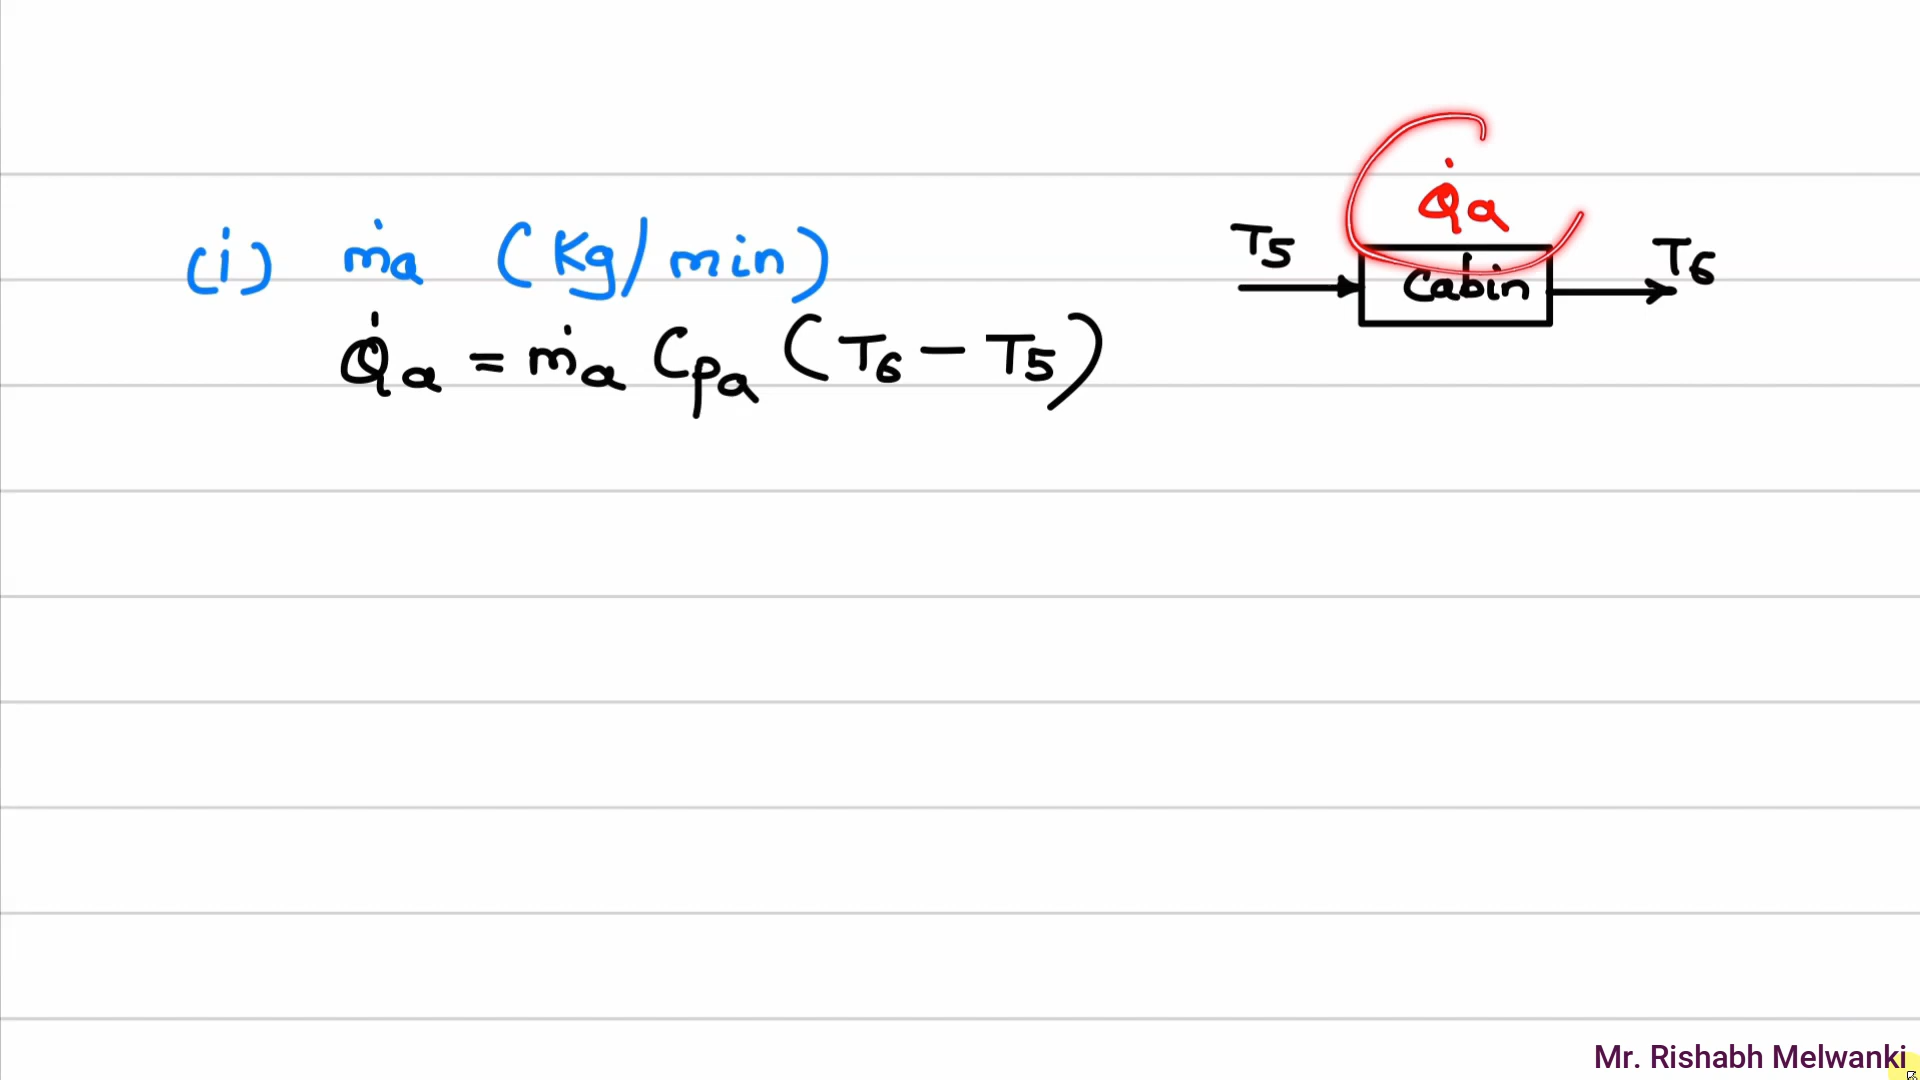 Q̇a
T5 Cabin T6
(i) ṁa (Kg/min)
Q̇a = ṁa Cpa (T6 − T5)
Mr. Rishabh Melwanki